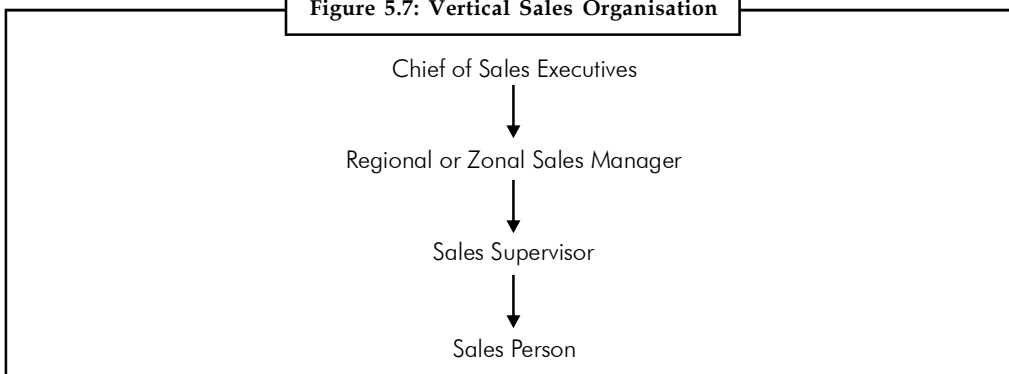 Figure 5.7: Vertical Sales Organisation
Chief of Sales Executives
Regional or Zonal Sales Manager
Sales Supervisor
Sales Person